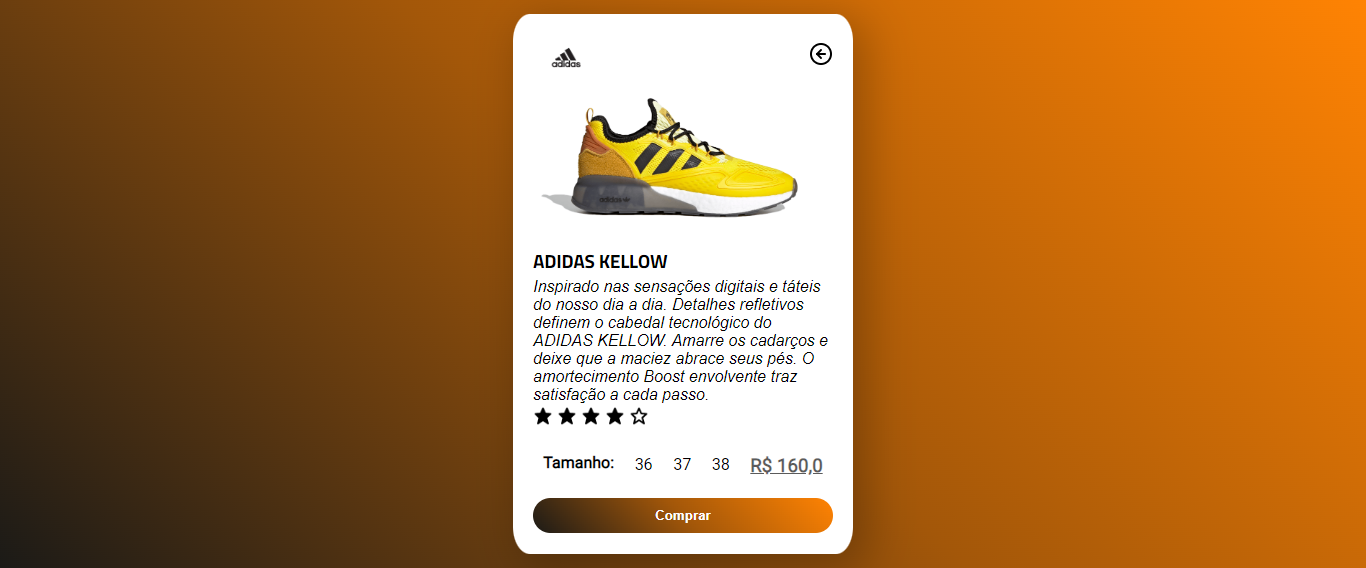 adidas
adidas
ADIDAS KELLOW
Inspirado nas sensações digitais e táteis
do nosso dia a dia. Detalhes refletivos
definem o cabedal tecnológico do
ADIDAS KELLOW. Amarre os cadarços e
deixe que a maciez abrace seus pés. O
amortecimento Boost envolvente traz
satisfação a cada passo.
Tamanho: 36 37 38 R$ 160,0
Comprar